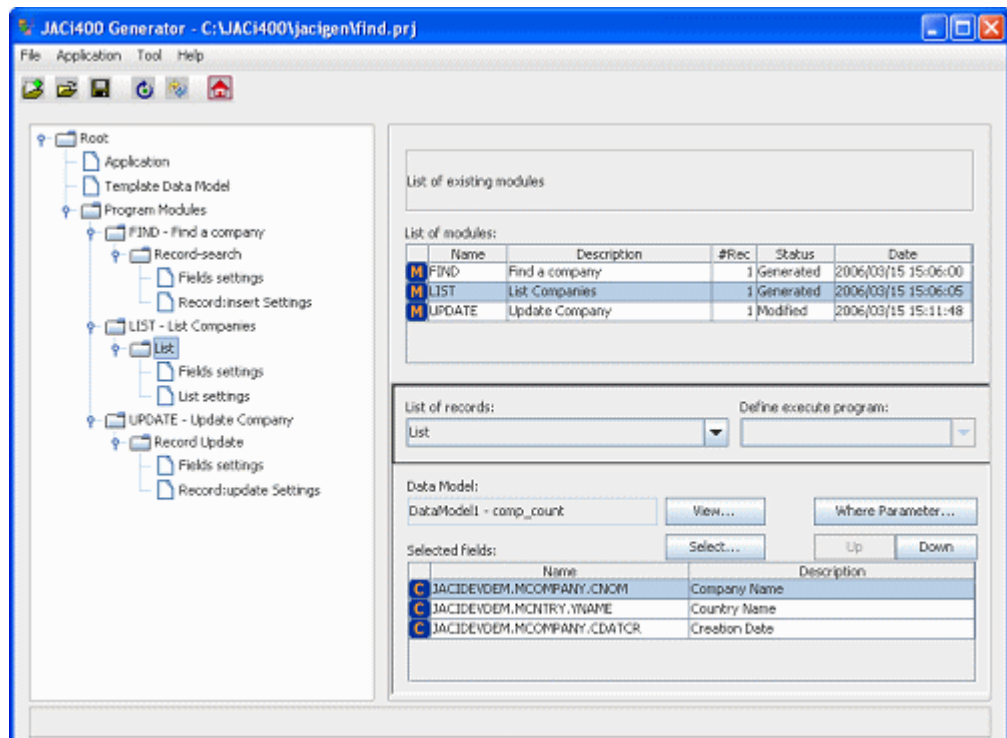 JACi400 Generator - C:\JACi400\jacigen\find.prj
File Application Tool Help
Root
Application
Template Data Model
Program Modules
FIND - Find a company
Record-search
Fields settings
Record:insert Settings
LIST - List Companies
List
Fields settings
List settings
UPDATE - Update Company
Record Update
Fields settings
Record:update Settings
List of existing modules
List of modules:
Name Description #Rec Status Date
M FIND Find a company 1 Generated 2006/03/15 15:06:00
M LIST List Companies 1 Generated 2006/03/15 15:06:05
M UPDATE Update Company 1 Modified 2006/03/15 15:11:48
List of records: Define execute program:
List
Data Model:
DataModel1 - comp_count View... Where Parameter...
Selected fields: Select... Up Down
Name Description
C JACIDEVDEM.MCOMPANY.CNOM Company Name
C JACIDEVDEM.MCNTRY.YNAME Country Name
C JACIDEVDEM.MCOMPANY.CDATCR Creation Date